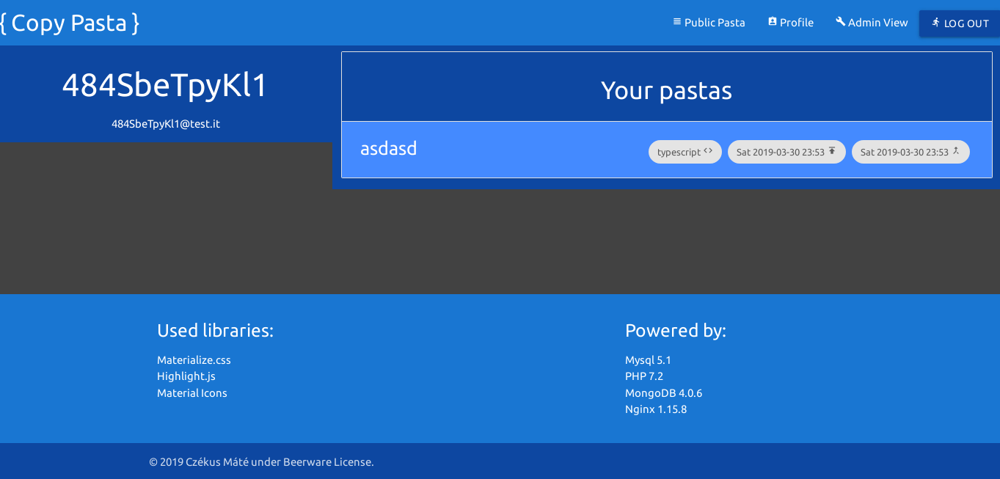 { Copy Pasta }
Public Pasta
Profile
Admin View
LOG OUT
484SbeTpyKl1
484SbeTpyKl1@test.it
Your pastas
asdasd
typescript
Sat 2019-03-30 23:53
Sat 2019-03-30 23:53
Used libraries:
Materialize.css
Highlight.js
Material Icons
Powered by:
Mysql 5.1
PHP 7.2
MongoDB 4.0.6
Nginx 1.15.8
© 2019 Czékus Máté under Beerware License.